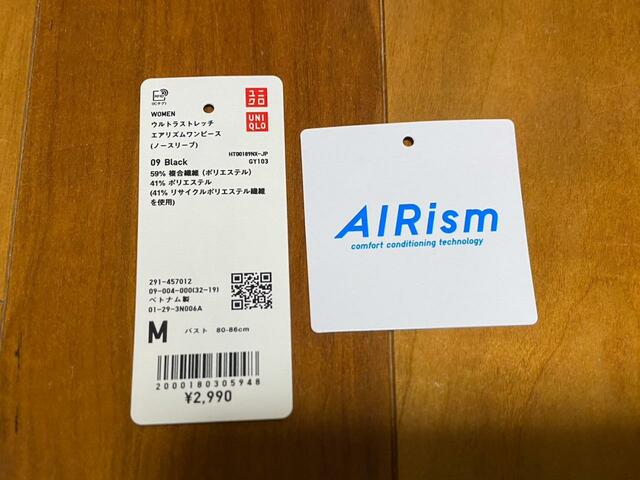 RFID
WOMEN
ウルトラストレッチ
エアリズムワンピース
(ノースリーブ)
ユニ
クロ
UNI
QLO
HT00189NX-JP
09 Black
GY103
59% 複合繊維 (ポリエステル)
41% ポリエステル
(41% リサイクルポリエステル繊維
を使用)
291-457012
09-004-000(32-19)
ベトナム製
01-29-3N006A
M
バスト 80-86cm
2000180305948
¥2,990
AIRism
comfort conditioning technology